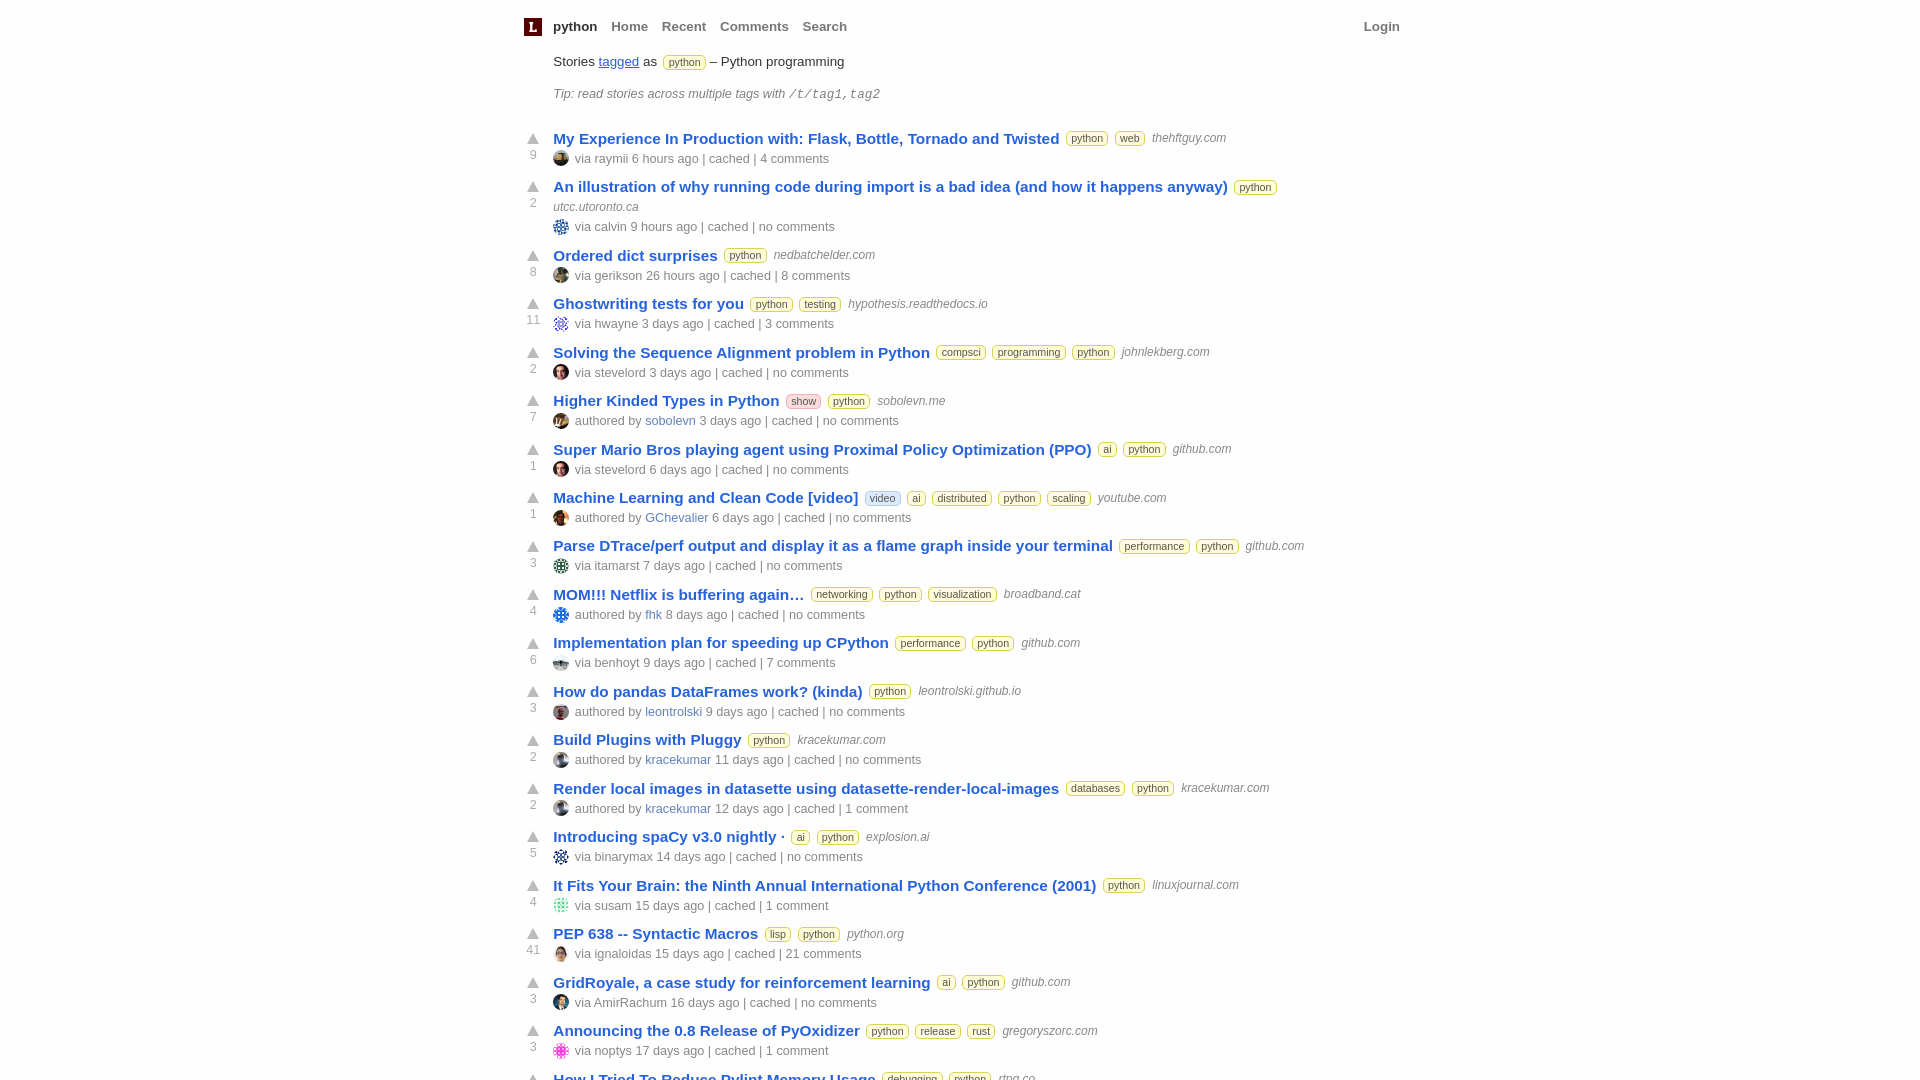 L python Home Recent Comments Search Login
Stories tagged as python – Python programming
Tip: read stories across multiple tags with /t/tag1,tag2
My Experience In Production with: Flask, Bottle, Tornado and Twisted python web thehftguy.com
9 via raymii 6 hours ago | cached | 4 comments
An illustration of why running code during import is a bad idea (and how it happens anyway) python
2 utcc.utoronto.ca
via calvin 9 hours ago | cached | no comments
Ordered dict surprises python nedbatchelder.com
8 via gerikson 26 hours ago | cached | 8 comments
Ghostwriting tests for you python testing hypothesis.readthedocs.io
11 via hwayne 3 days ago | cached | 3 comments
Solving the Sequence Alignment problem in Python compsci programming python johnlekberg.com
2 via stevelord 3 days ago | cached | no comments
Higher Kinded Types in Python show python sobolevn.me
7 authored by sobolevn 3 days ago | cached | no comments
Super Mario Bros playing agent using Proximal Policy Optimization (PPO) ai python github.com
1 via stevelord 6 days ago | cached | no comments
Machine Learning and Clean Code [video] video ai distributed python scaling youtube.com
1 authored by GChevalier 6 days ago | cached | no comments
Parse DTrace/perf output and display it as a flame graph inside your terminal performance python github.com
3 via itamarst 7 days ago | cached | no comments
MOM!!! Netflix is buffering again… networking python visualization broadband.cat
4 authored by fhk 8 days ago | cached | no comments
Implementation plan for speeding up CPython performance python github.com
6 via benhoyt 9 days ago | cached | 7 comments
How do pandas DataFrames work? (kinda) python leontrolski.github.io
3 authored by leontrolski 9 days ago | cached | no comments
Build Plugins with Pluggy python kracekumar.com
2 authored by kracekumar 11 days ago | cached | no comments
Render local images in datasette using datasette-render-local-images databases python kracekumar.com
2 authored by kracekumar 12 days ago | cached | 1 comment
Introducing spaCy v3.0 nightly · ai python explosion.ai
5 via binarymax 14 days ago | cached | no comments
It Fits Your Brain: the Ninth Annual International Python Conference (2001) python linuxjournal.com
4 via susam 15 days ago | cached | 1 comment
PEP 638 -- Syntactic Macros lisp python python.org
41 via ignaloidas 15 days ago | cached | 21 comments
GridRoyale, a case study for reinforcement learning ai python github.com
3 via AmirRachum 16 days ago | cached | no comments
Announcing the 0.8 Release of PyOxidizer python release rust gregoryszorc.com
3 via noptys 17 days ago | cached | 1 comment
How I Tried To Reduce Pylint Memory Usage debugging python rtpg.co